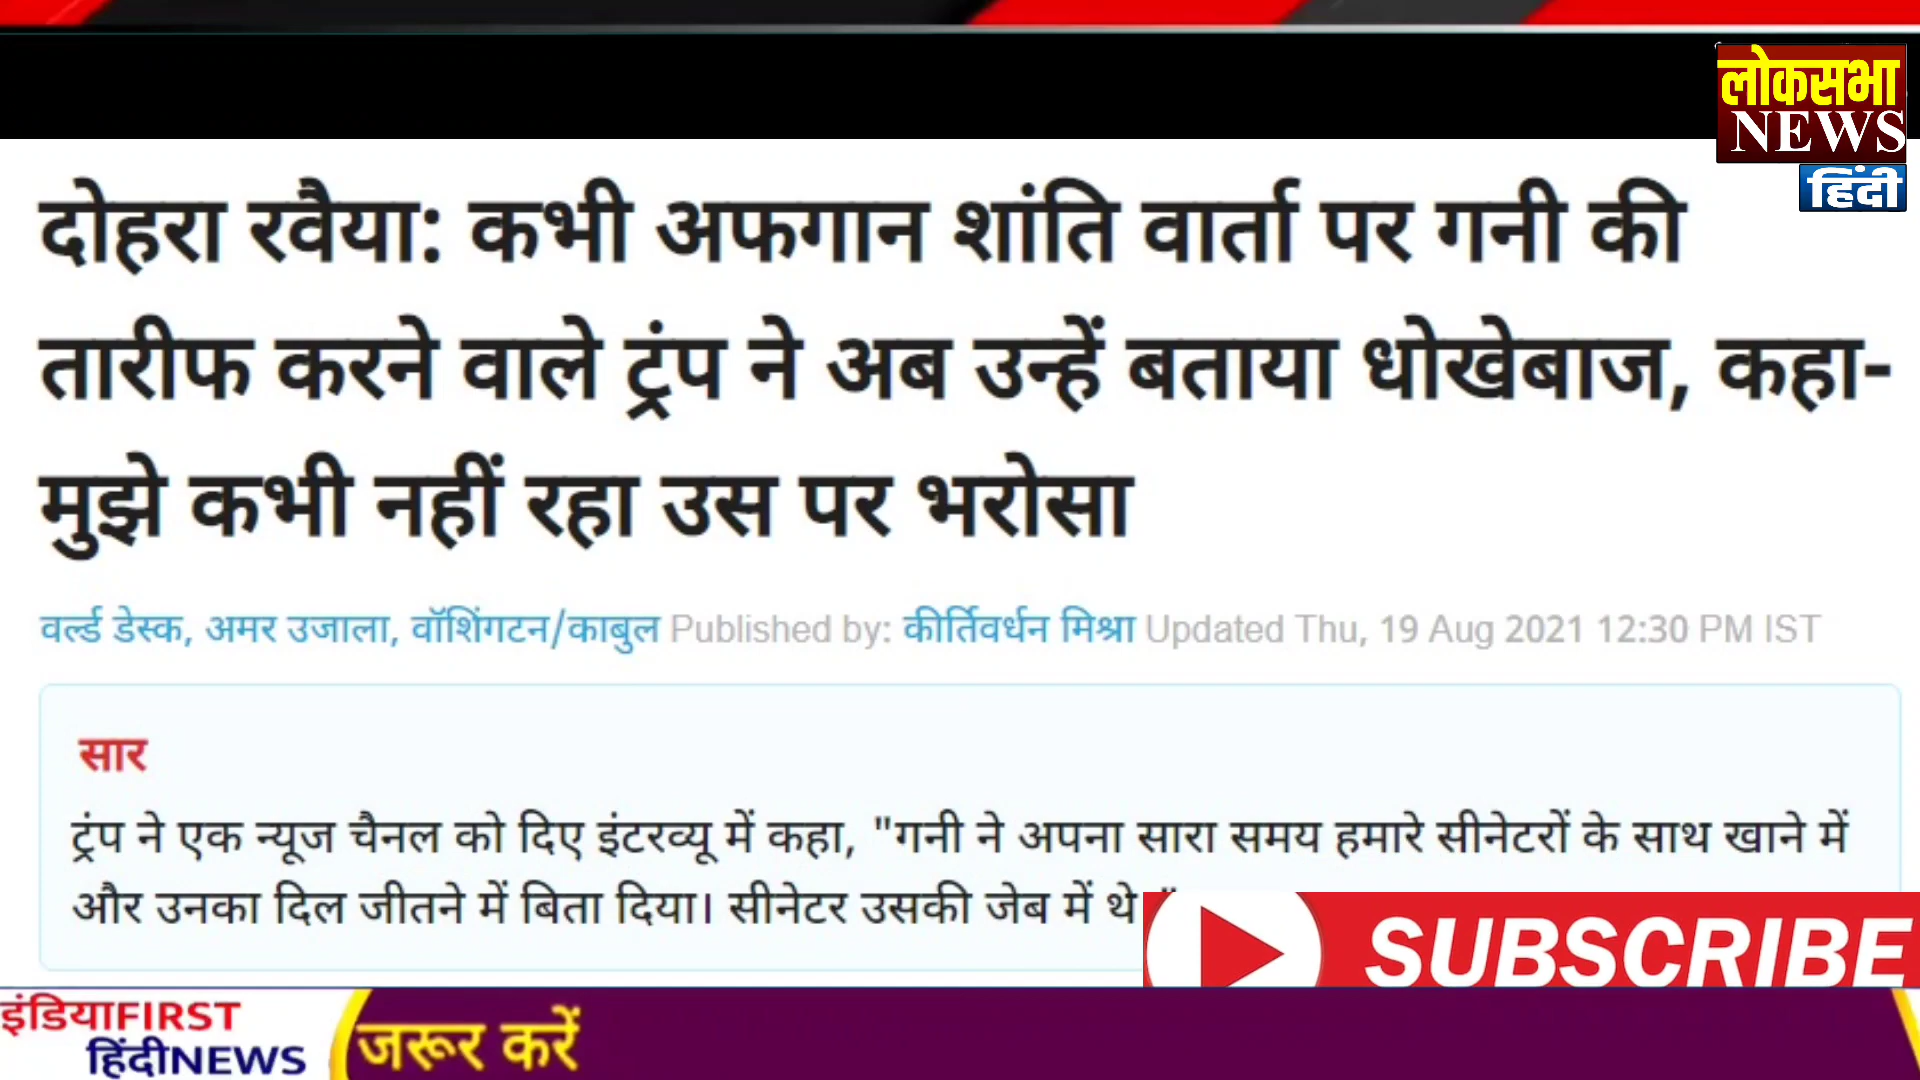 लोकसभा
NEWS
हिंदी
दोहरा रवैया: कभी अफगान शांति वार्ता पर गनी की
तारीफ करने वाले ट्रंप ने अब उन्हें बताया धोखेबाज, कहा-
मुझे कभी नहीं रहा उस पर भरोसा
वर्ल्ड डेस्क, अमर उजाला, वॉशिंगटन/काबुल Published by: कीर्तिवर्धन मिश्रा Updated Thu, 19 Aug 2021 12:30 PM IST
सार
ट्रंप ने एक न्यूज चैनल को दिए इंटरव्यू में कहा, "गनी ने अपना सारा समय हमारे सीनेटरों के साथ खाने में
और उनका दिल जीतने में बिता दिया। सीनेटर उसकी जेब में थे"
SUBSCRIBE
इंडियाFIRST
हिंदीNEWS
जरूर करें